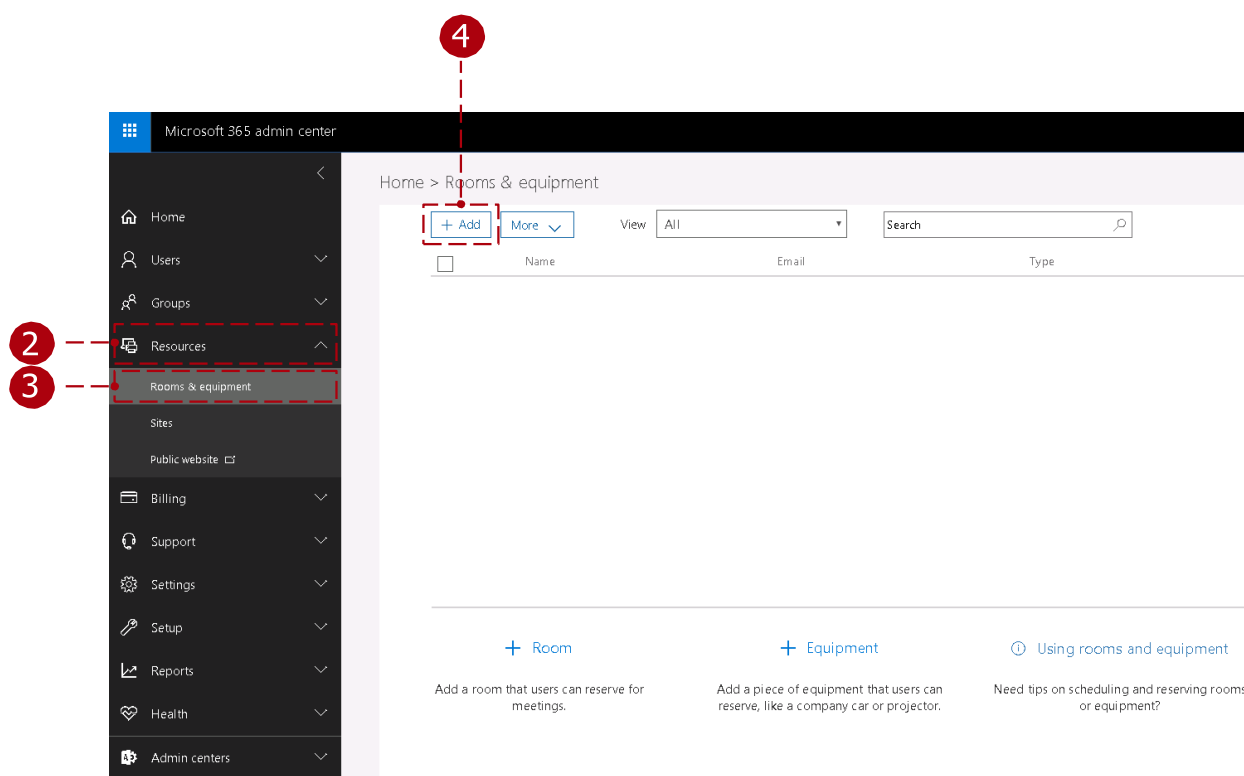 4
Microsoft 365 admin center
Home > Rooms & equipment
+ Add
More
View
All
Search
Name
Email
Type
Home
Users
Groups
2
Resources
3
Rooms & equipment
Sites
Public website
Billing
Support
Settings
Setup
Reports
Health
Admin centers
+ Room
Add a room that users can reserve for
meetings.
+ Equipment
Add a piece of equipment that users can
reserve, like a company car or projector.
Using rooms and equipment
Need tips on scheduling and reserving rooms
or equipment?